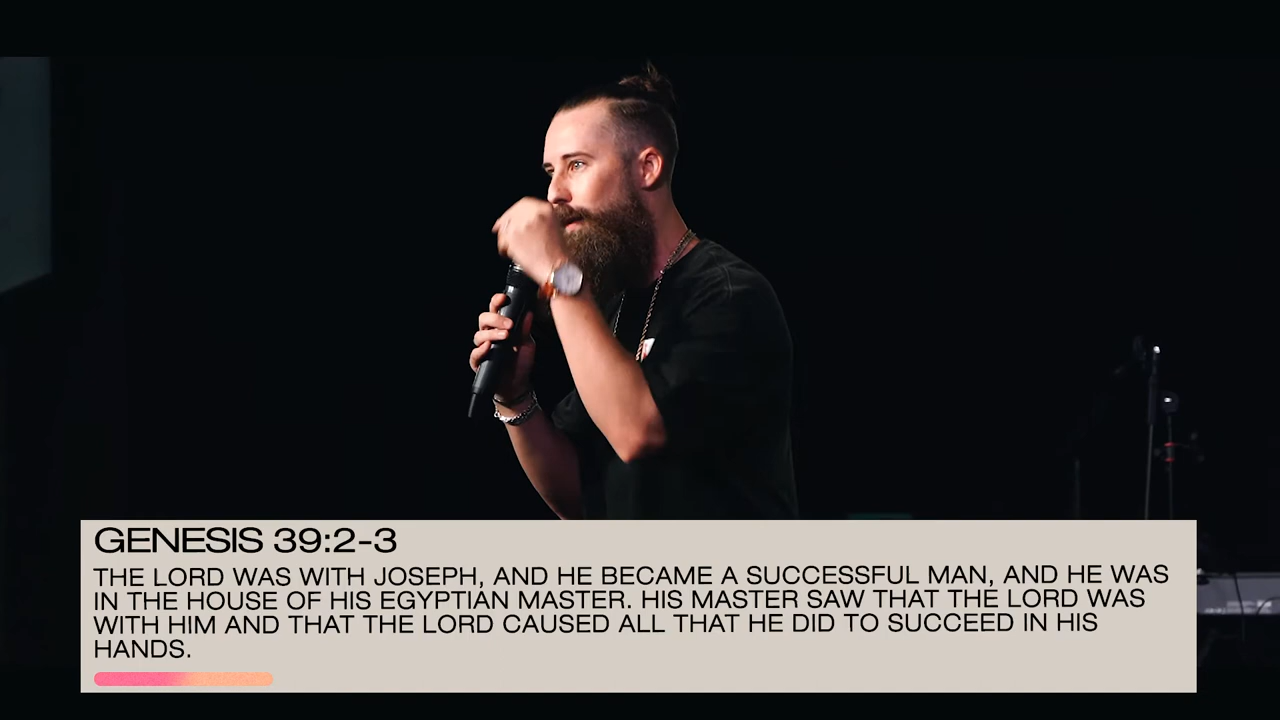 GENESIS 39:2-3
THE LORD WAS WITH JOSEPH, AND HE BECAME A SUCCESSFUL MAN, AND HE WAS
IN THE HOUSE OF HIS EGYPTIAN MASTER. HIS MASTER SAW THAT THE LORD WAS
WITH HIM AND THAT THE LORD CAUSED ALL THAT HE DID TO SUCCEED IN HIS
HANDS.